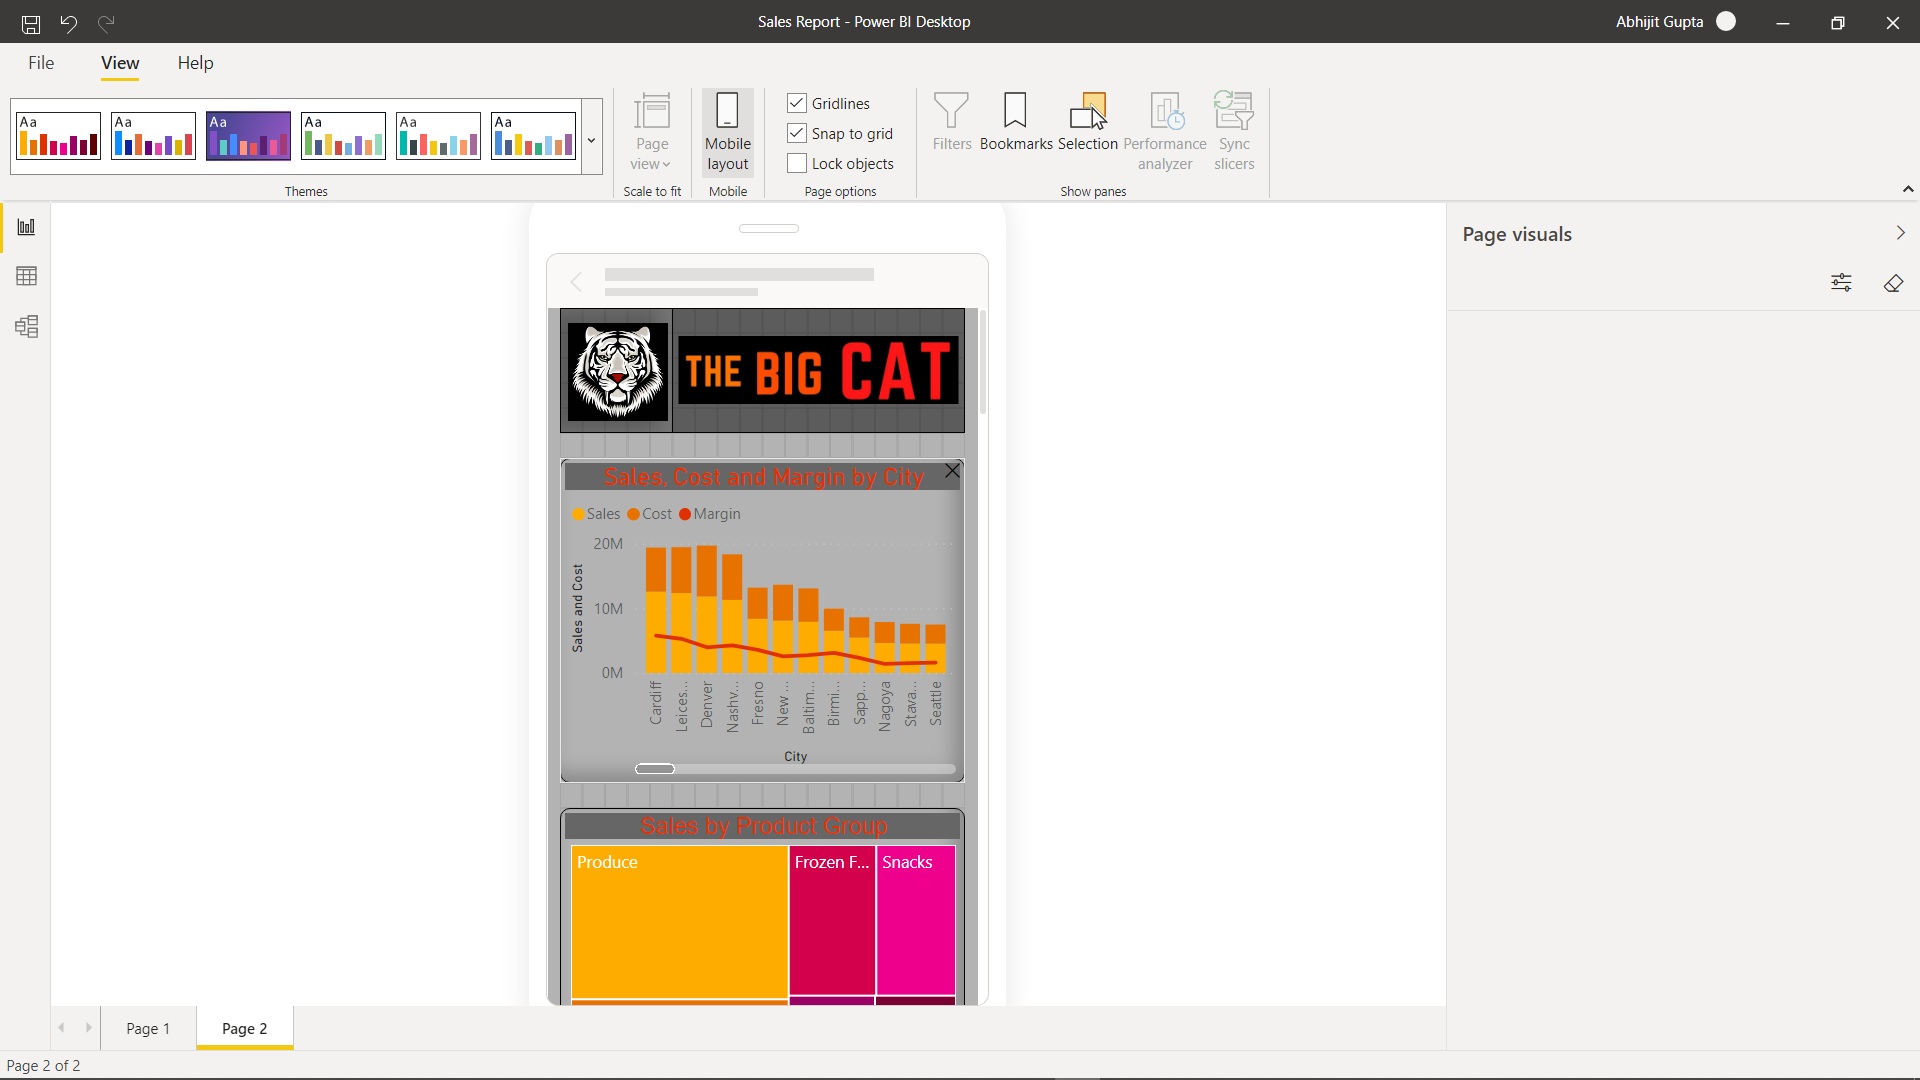 Sales Report - Power BI Desktop
Abhijit Gupta
File View Help
Aa Aa Aa Aa Aa Aa
Themes
Page view
Scale to fit
Mobile layout
Mobile
Gridlines
Snap to grid
Lock objects
Page options
Filters Bookmarks Selection Performance analyzer Sync slicers
Show panes
Page visuals
THE BIG CAT
Sales, Cost and Margin by City
Sales Cost Margin
20M
10M
0M
Sales and Cost
Cardiff Leices... Denver Nashv... Fresno New ... Baltim... Birmi... Sapp... Nagoya Stava... Seattle
City
Sales by Product Group
Produce Frozen F... Snacks
Page 1 Page 2
Page 2 of 2